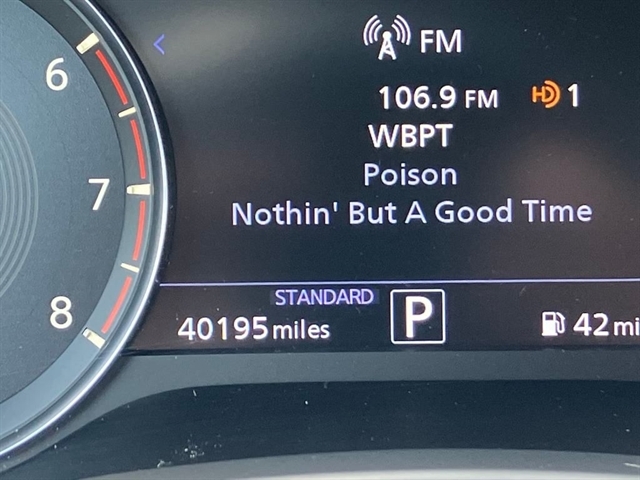 6
7
8
FM
106.9 FM HD 1
WBPT
Poison
Nothin' But A Good Time
STANDARD
40195 miles
P
42 mi